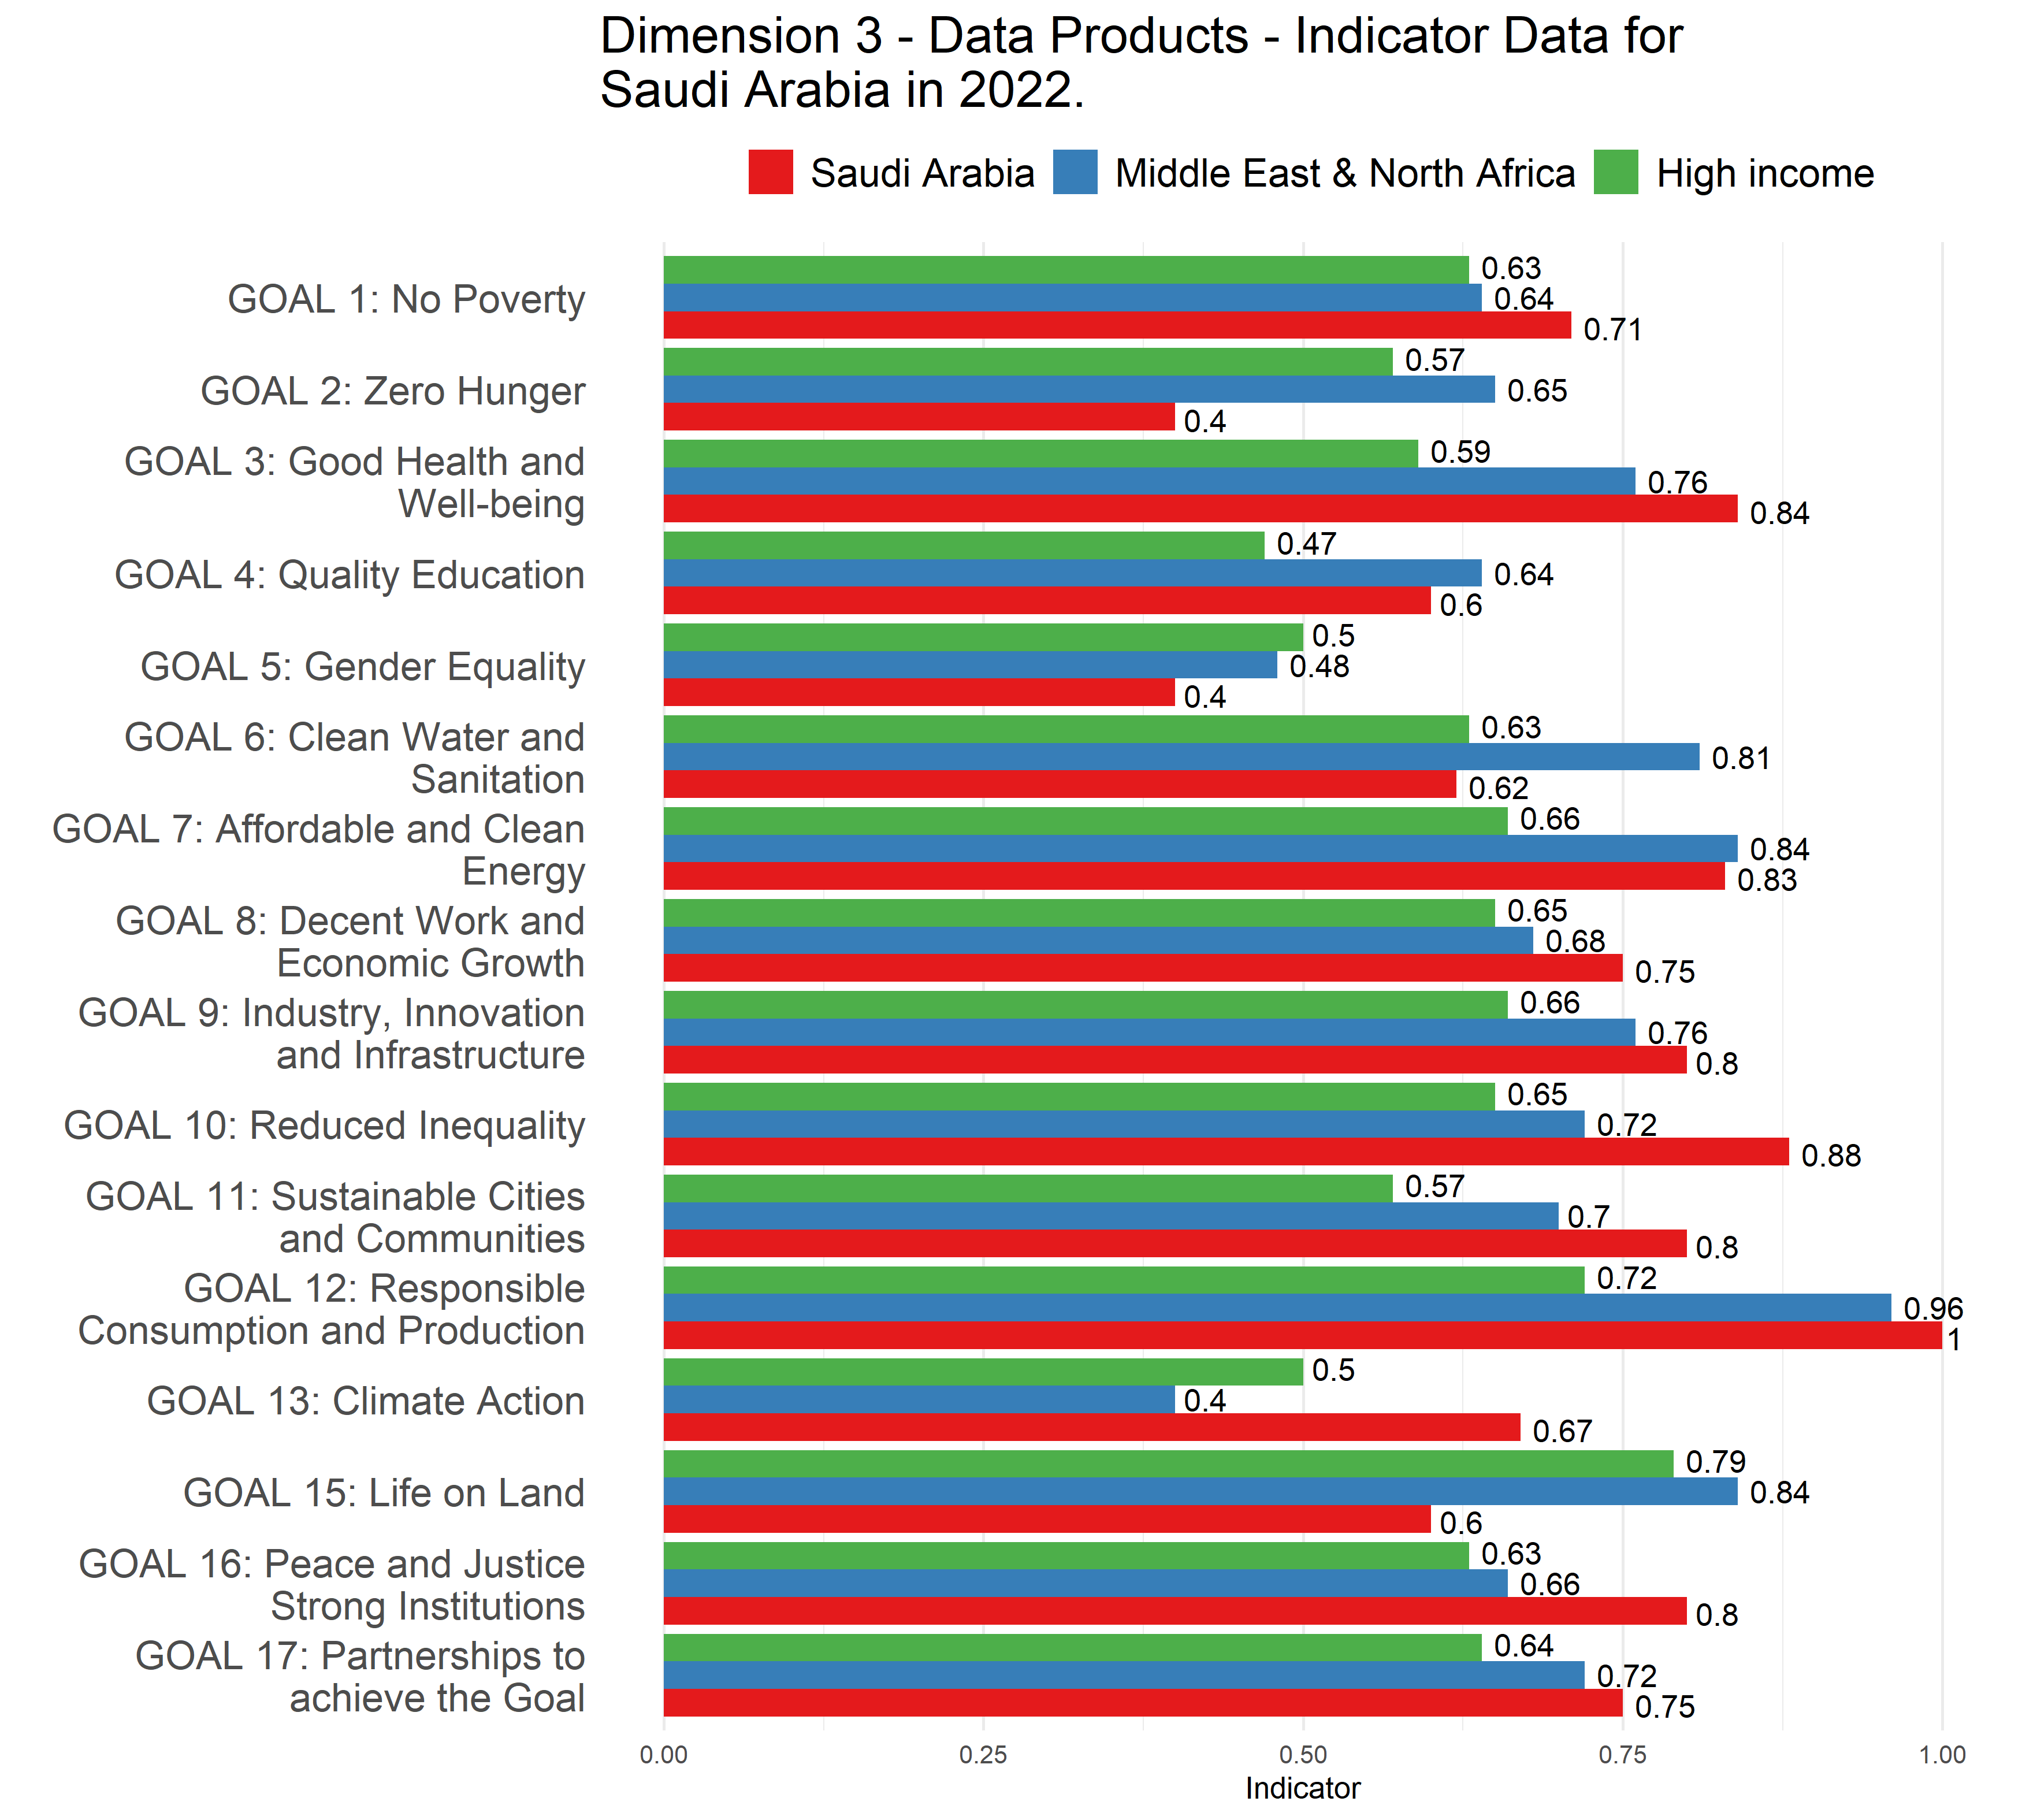 Dimension 3 - Data Products - Indicator Data for
Saudi Arabia in 2022.
Saudi Arabia Middle East & North Africa High income
GOAL 1: No Poverty
0.63
0.64
0.71
GOAL 2: Zero Hunger
0.57
0.65
0.4
GOAL 3: Good Health and
Well-being
0.59
0.76
0.84
GOAL 4: Quality Education
0.47
0.64
0.6
GOAL 5: Gender Equality
0.5
0.48
0.4
GOAL 6: Clean Water and
Sanitation
0.63
0.81
0.62
GOAL 7: Affordable and Clean
Energy
0.66
0.84
0.83
GOAL 8: Decent Work and
Economic Growth
0.65
0.68
0.75
GOAL 9: Industry, Innovation
and Infrastructure
0.66
0.76
0.8
GOAL 10: Reduced Inequality
0.65
0.72
0.88
GOAL 11: Sustainable Cities
and Communities
0.57
0.7
0.8
GOAL 12: Responsible
Consumption and Production
0.72
0.96
1
GOAL 13: Climate Action
0.5
0.4
0.67
GOAL 15: Life on Land
0.79
0.84
0.6
GOAL 16: Peace and Justice
Strong Institutions
0.63
0.66
0.8
GOAL 17: Partnerships to
achieve the Goal
0.64
0.72
0.75
0.00 0.25 0.50 0.75 1.00
Indicator